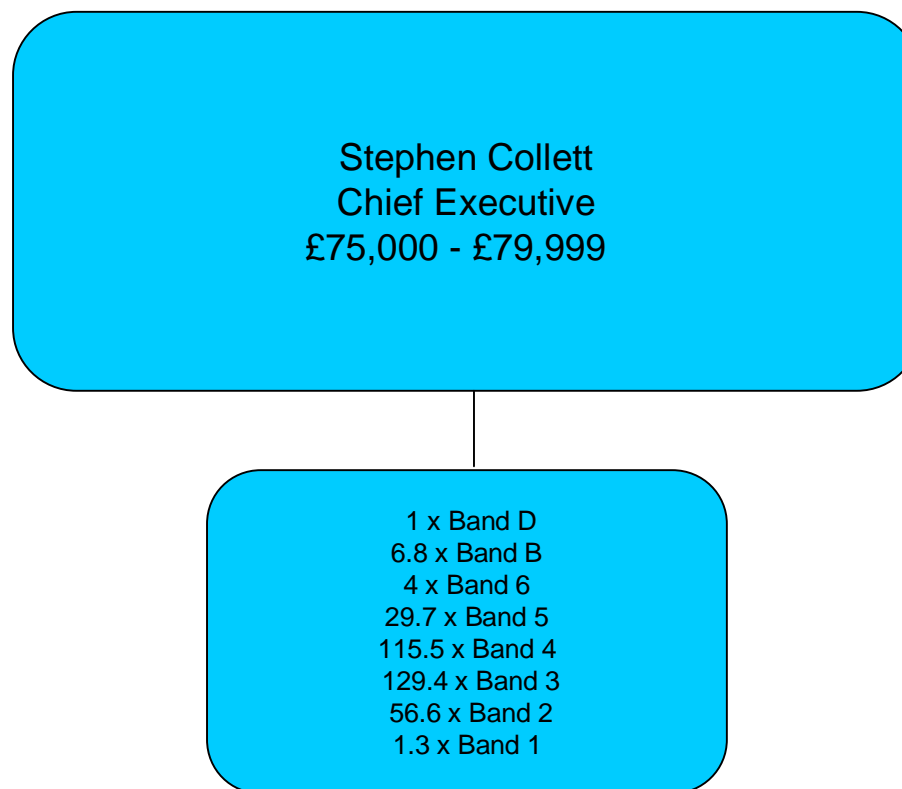 Stephen Collett
Chief Executive
£75,000 - £79,999
1 x Band D
6.8 x Band B
4 x Band 6
29.7 x Band 5
115.5 x Band 4
129.4 x Band 3
56.6 x Band 2
1.3 x Band 1